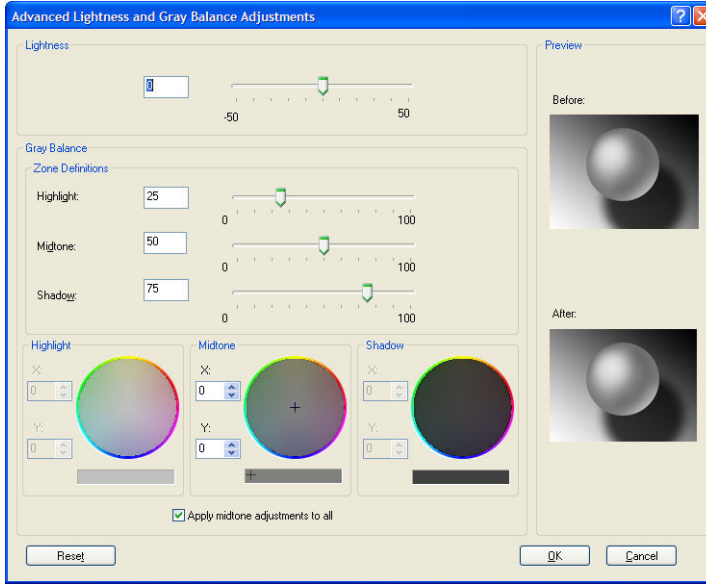 Advanced Lightness and Gray Balance Adjustments
Lightness
0
-50
50
Gray Balance
Zone Definitions
Highlight:
25
0
100
Midtone:
50
0
100
Shadow:
75
0
100
Highlight
X:
0
Y:
0
Midtone
X:
0
Y:
0
Shadow
X:
0
Y:
0
Apply midtone adjustments to all
Preview
Before:
After:
Reset
OK
Cancel